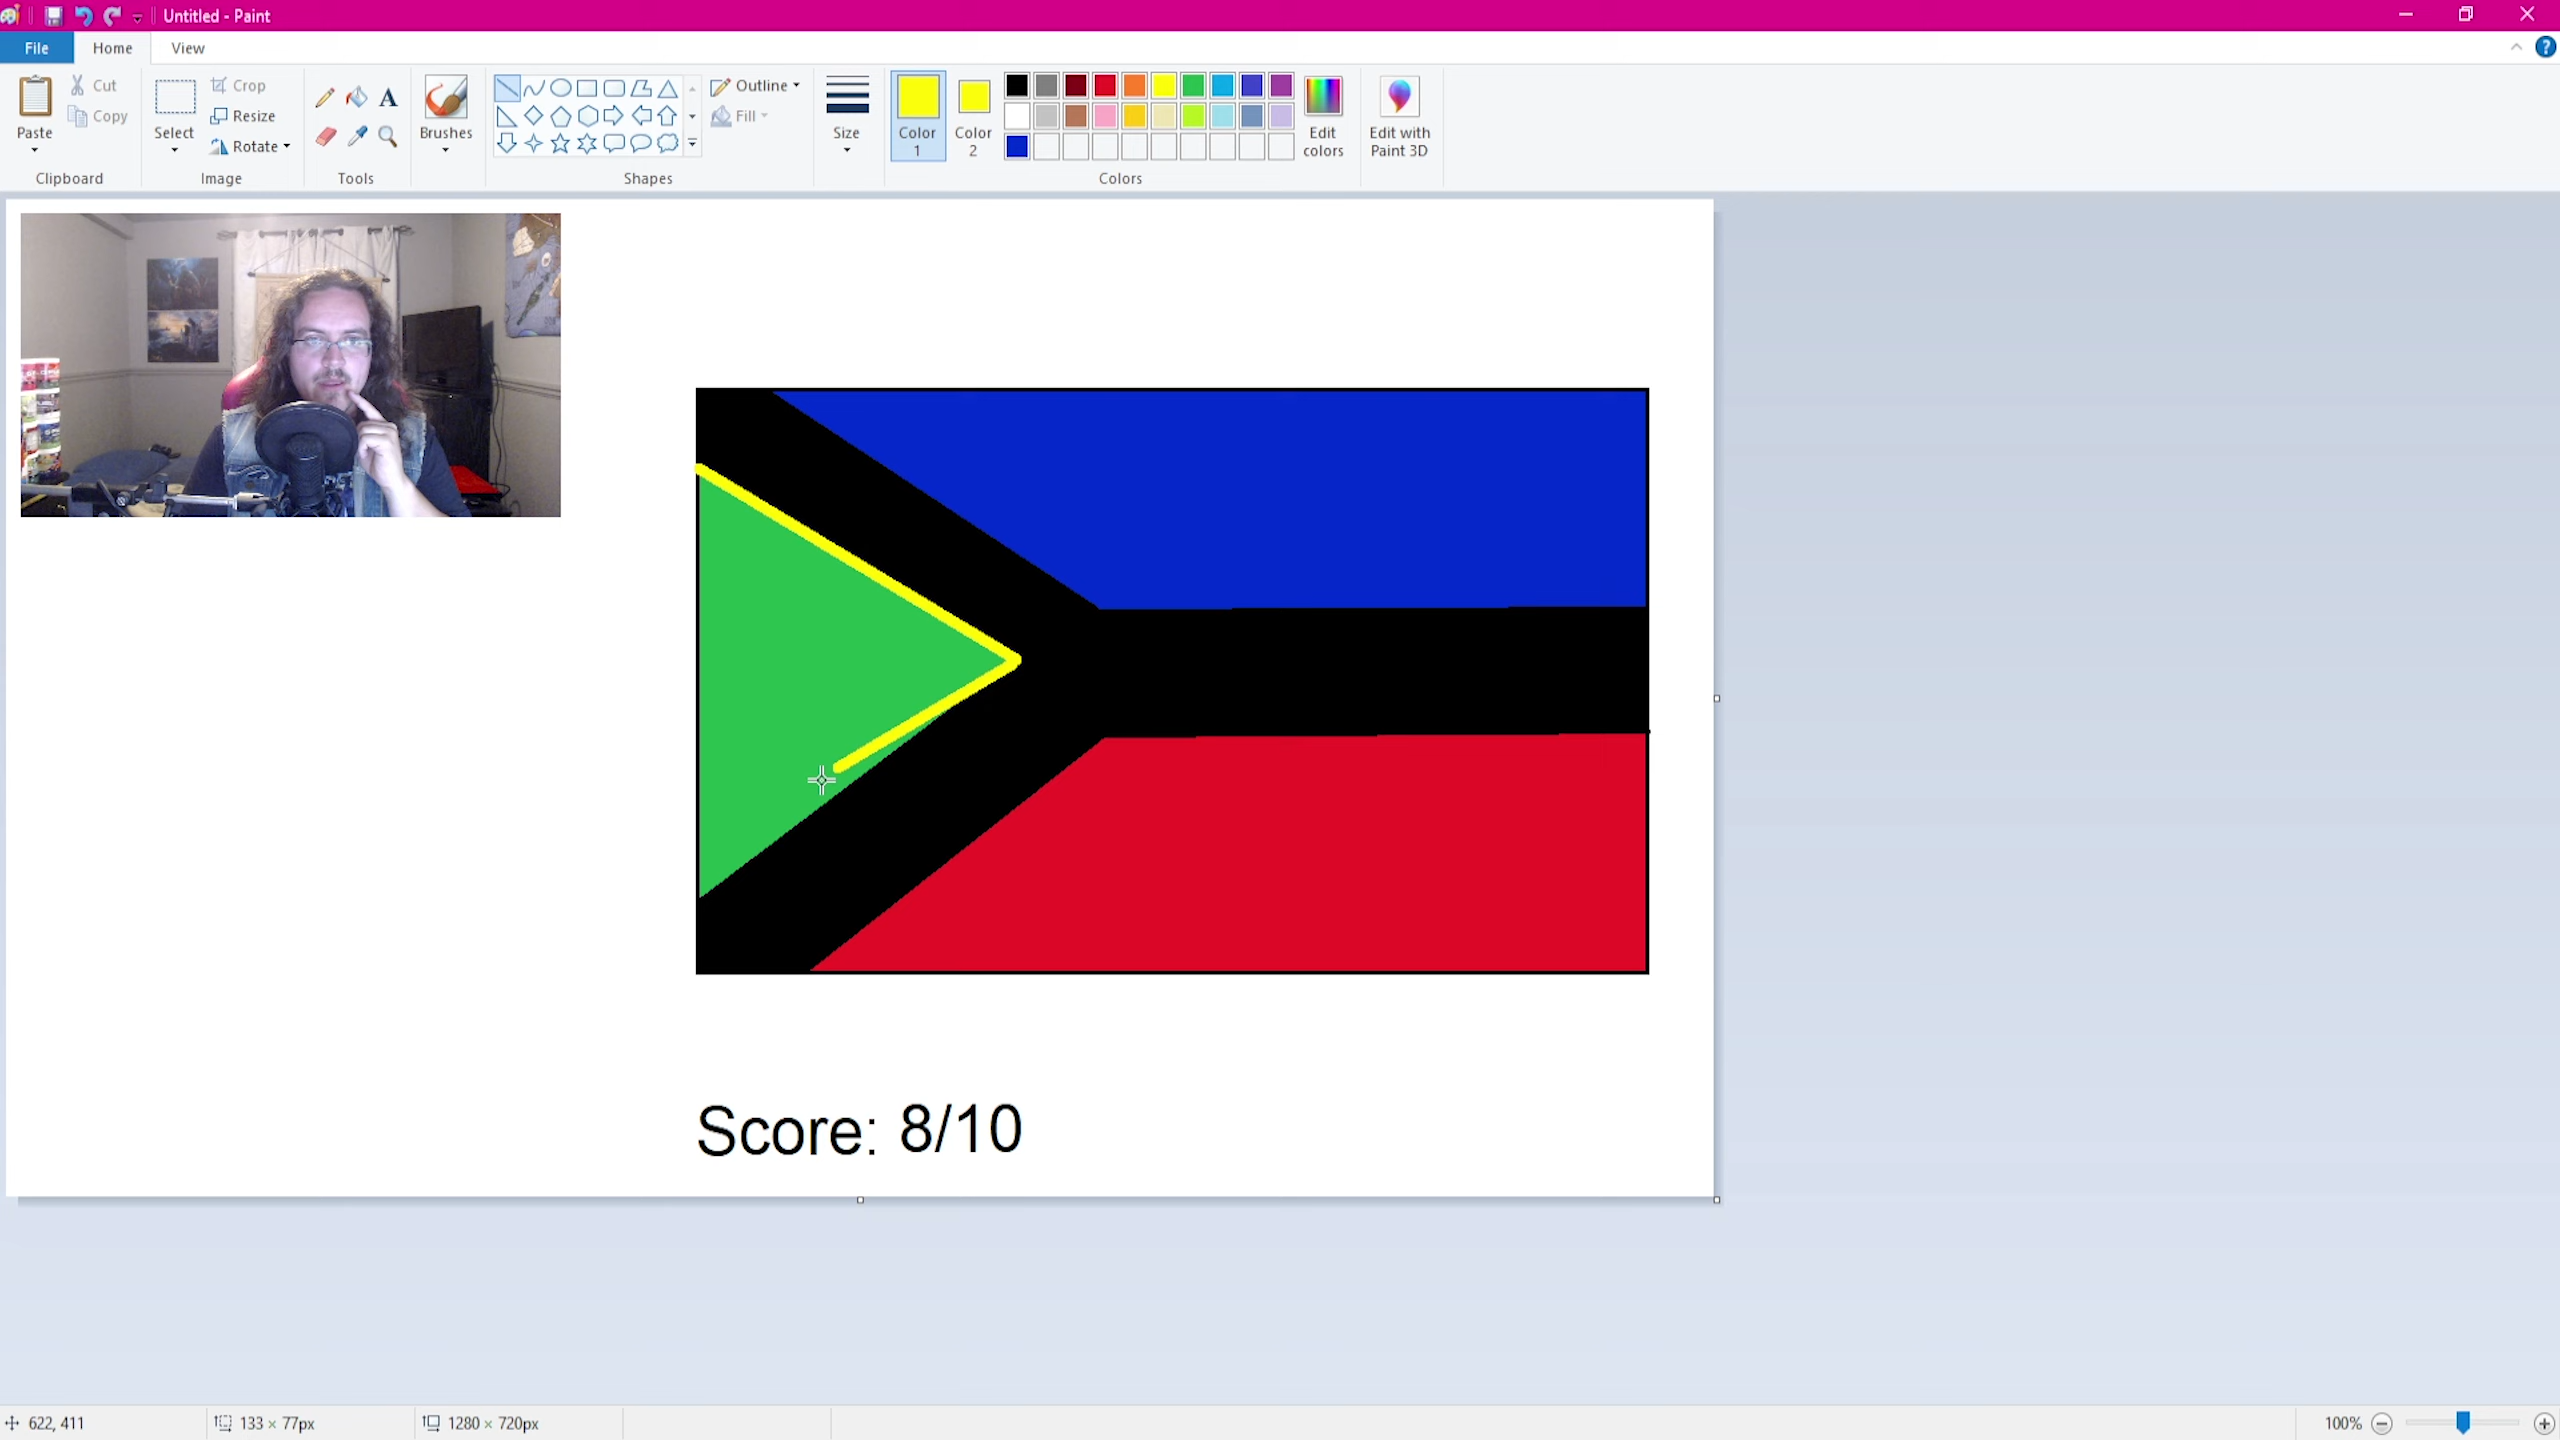 Untitled - Paint
File Home View
Paste
Cut
Copy
Clipboard
Select
Crop
Resize
Rotate
Image
A
Tools
Brushes
Outline
Fill
Shapes
Size
Color 1
Color 2
Edit colors
Colors
Edit with Paint 3D
Score: 8/10
622, 411
133 × 77px
1280 × 720px
100%